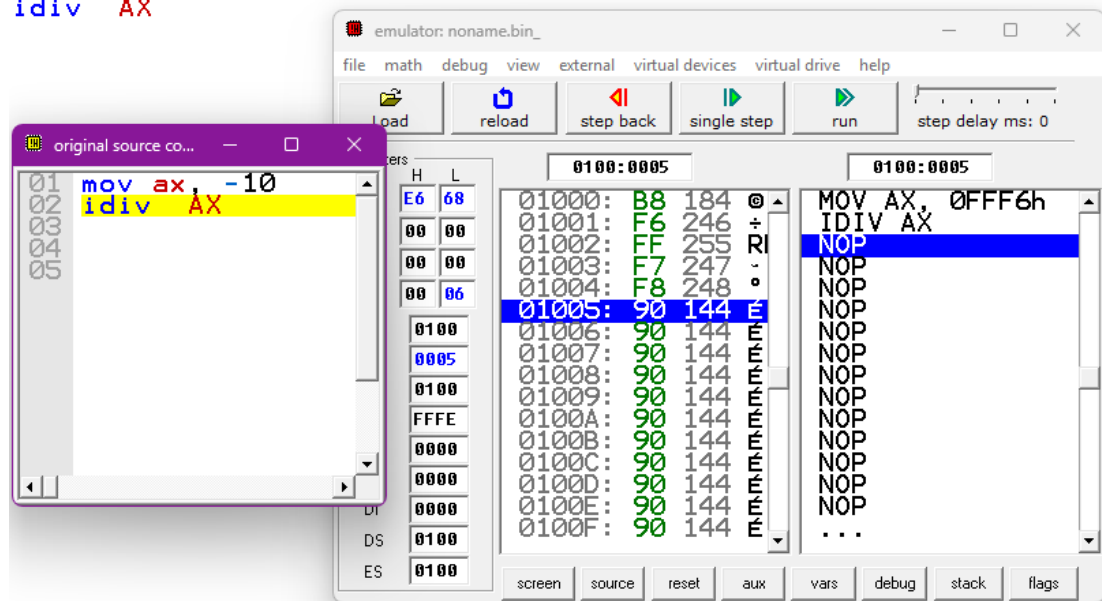 idiv AX
emulator: noname.bin_
file math debug view external virtual devices virtual drive help
Load reload step back single step run step delay ms: 0
original source co...
01 mov ax, -10
02 idiv AX
03
04
05
H L
E6 68
00 00
00 00
00 06
0100
0005
0100
FFFE
0000
0000
DI 0000
DS 0100
ES 0100
0100:0005 0100:0005
01000: B8 184
01001: F6 246 ÷
01002: FF 255
01003: F7 247
01004: F8 248 °
01005: 90 144 É
01006: 90 144 É
01007: 90 144 É
01008: 90 144 É
01009: 90 144 É
0100A: 90 144 É
0100B: 90 144 É
0100C: 90 144 É
0100D: 90 144 É
0100E: 90 144 É
0100F: 90 144 É
MOV AX, 0FFF6h
IDIV AX
NOP
NOP
NOP
NOP
NOP
NOP
NOP
NOP
NOP
NOP
NOP
NOP
NOP
...
screen source reset aux vars debug stack flags